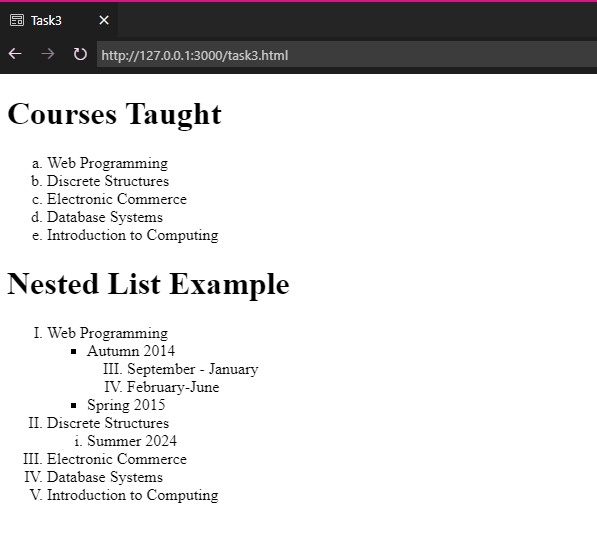 Task3
http://127.0.0.1:3000/task3.html
Courses Taught
a. Web Programming
b. Discrete Structures
c. Electronic Commerce
d. Database Systems
e. Introduction to Computing
Nested List Example
I. Web Programming
Autumn 2014
III. September - January
IV. February-June
Spring 2015
II. Discrete Structures
i. Summer 2024
III. Electronic Commerce
IV. Database Systems
V. Introduction to Computing